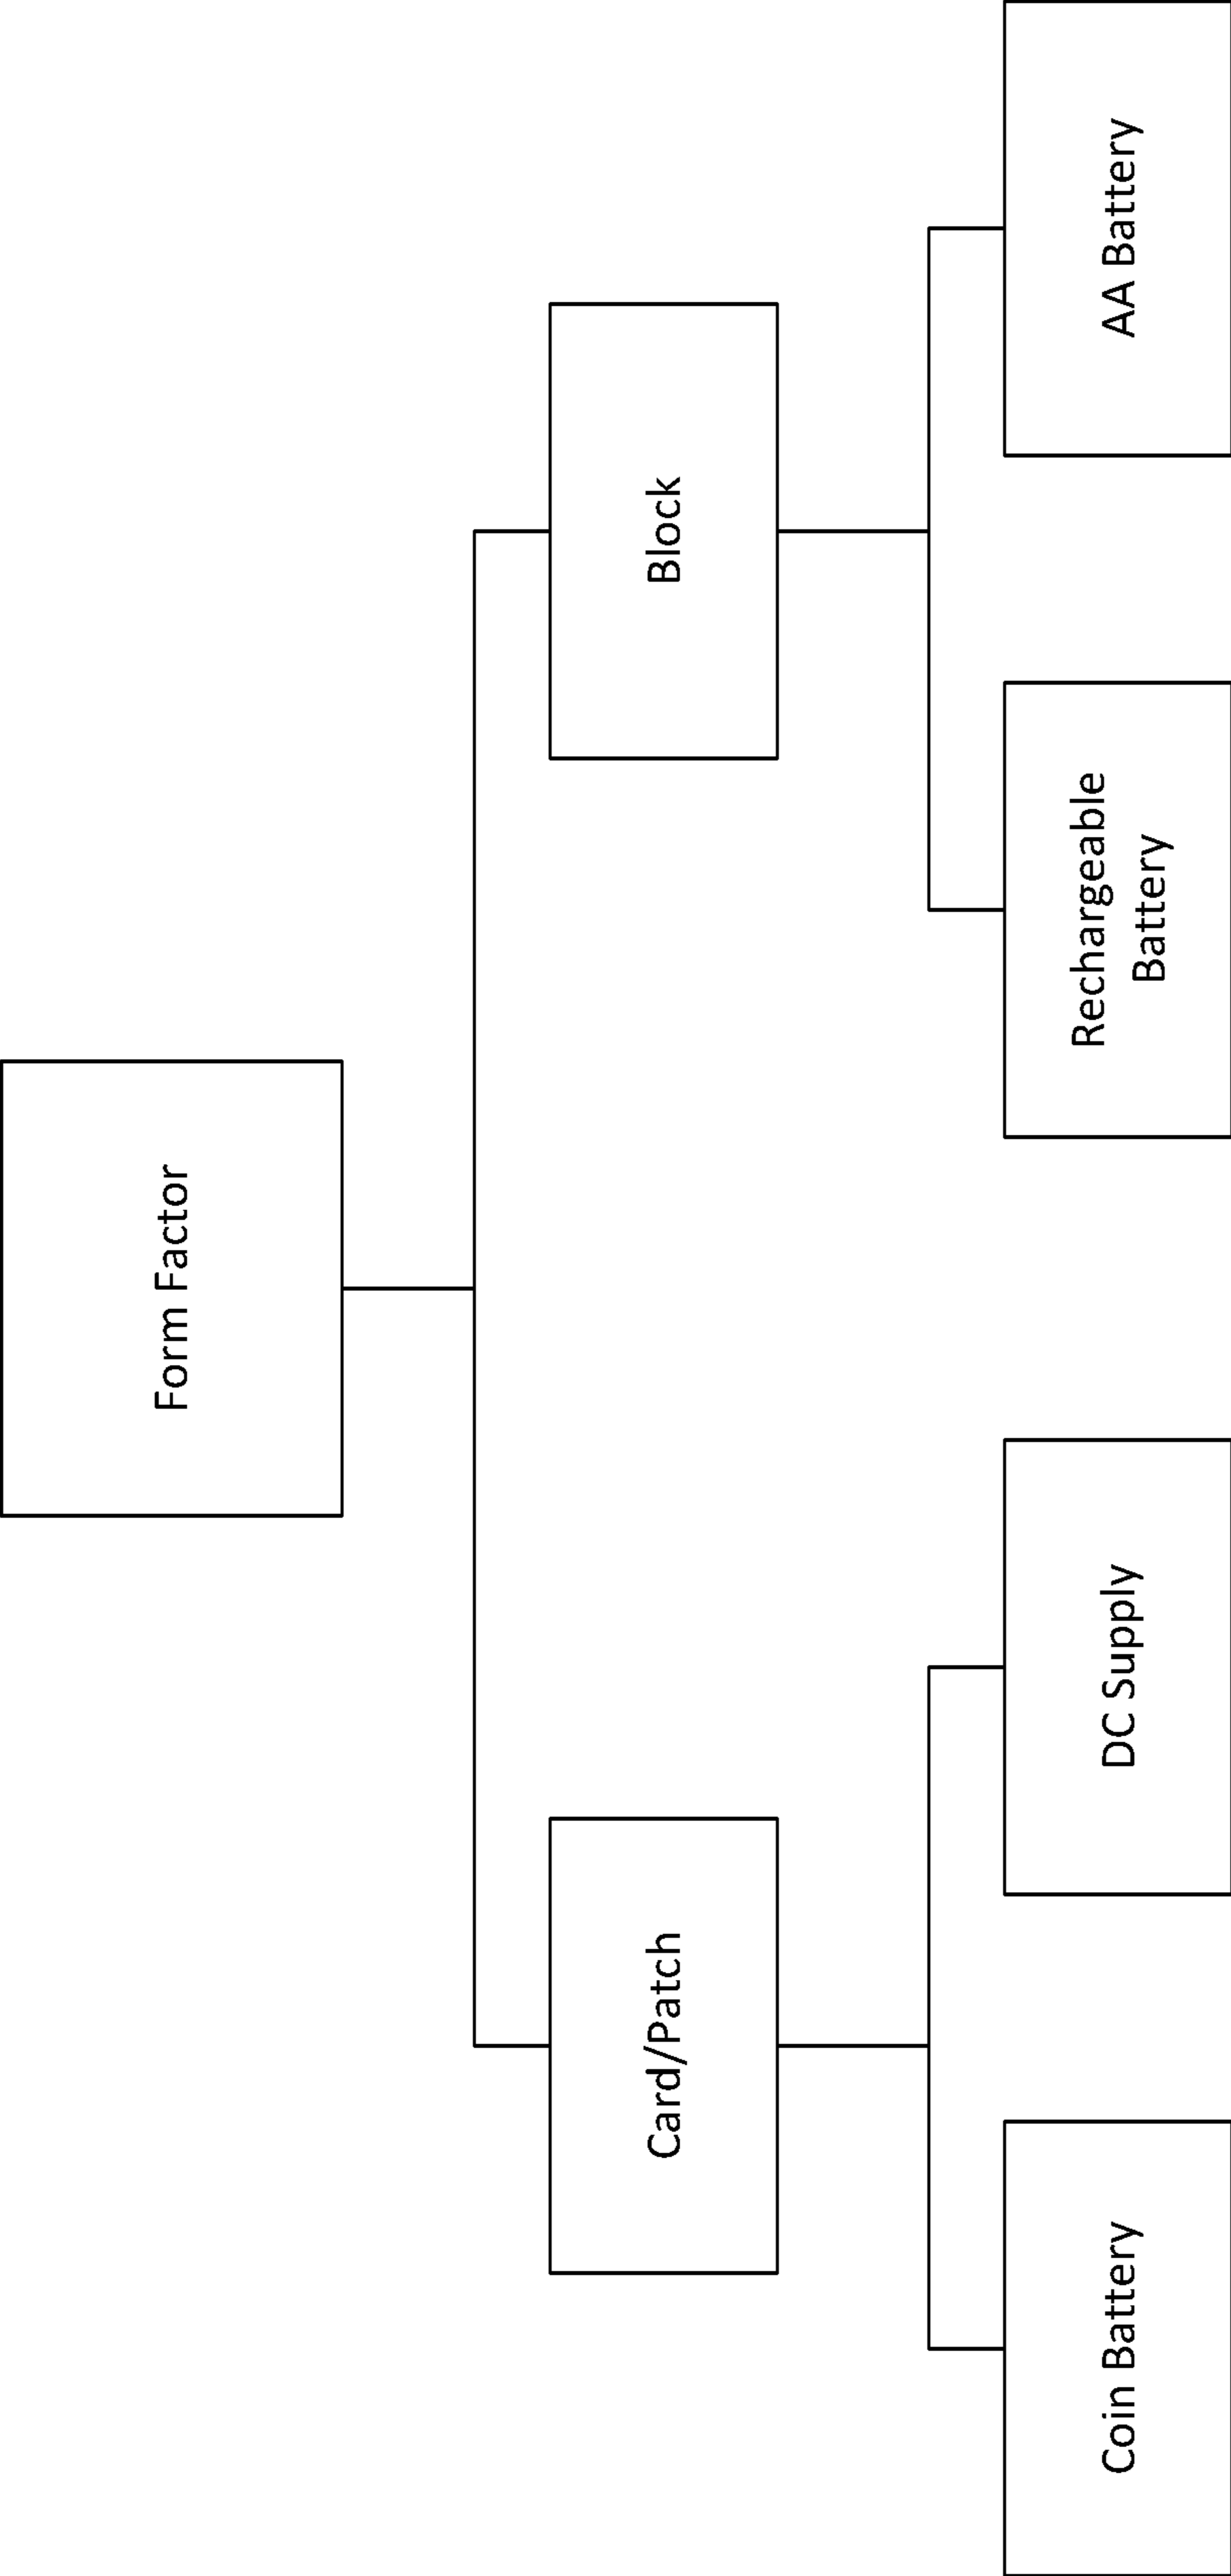 Form Factor
Card/Patch
Block
Coin Battery
DC Supply
Rechargeable
Battery
AA Battery